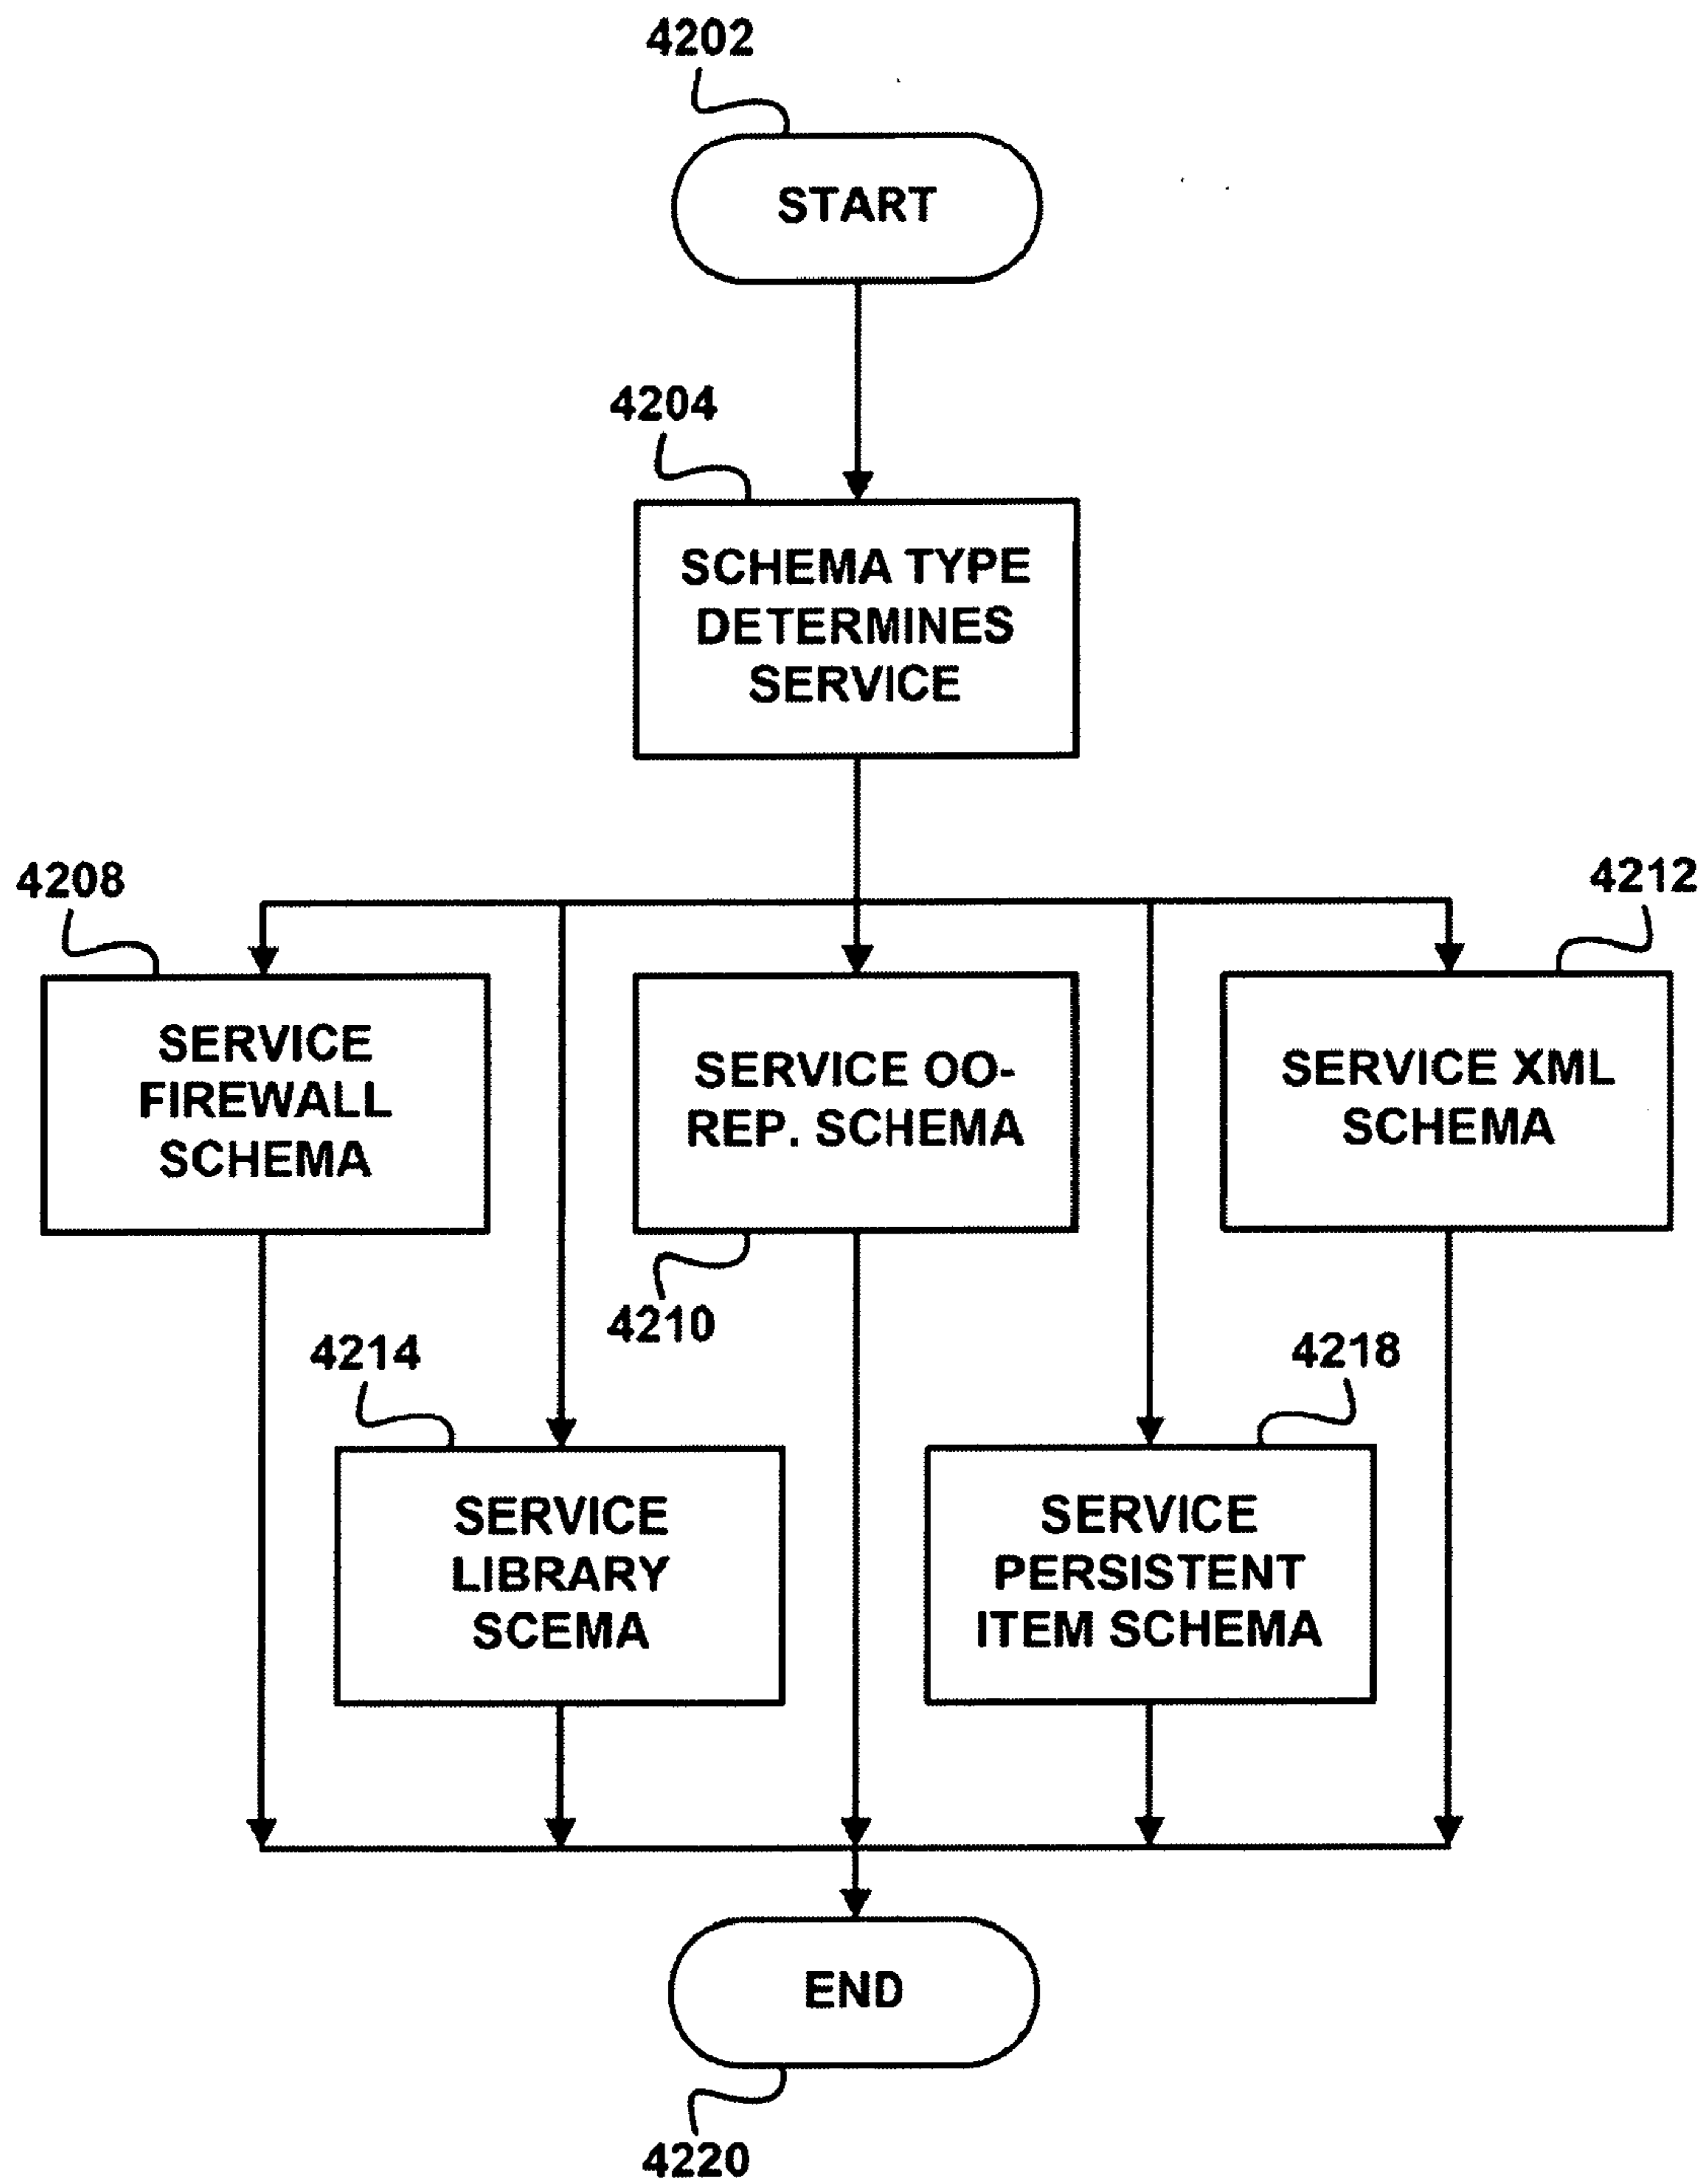 4202
START
4204
SCHEMA TYPE
DETERMINES
SERVICE
4208
4212
SERVICE
FIREWALL
SCHEMA
SERVICE OO-
REP. SCHEMA
SERVICE XML
SCHEMA
4210
4214
4218
SERVICE
LIBRARY
SCEMA
SERVICE
PERSISTENT
ITEM SCHEMA
END
4220